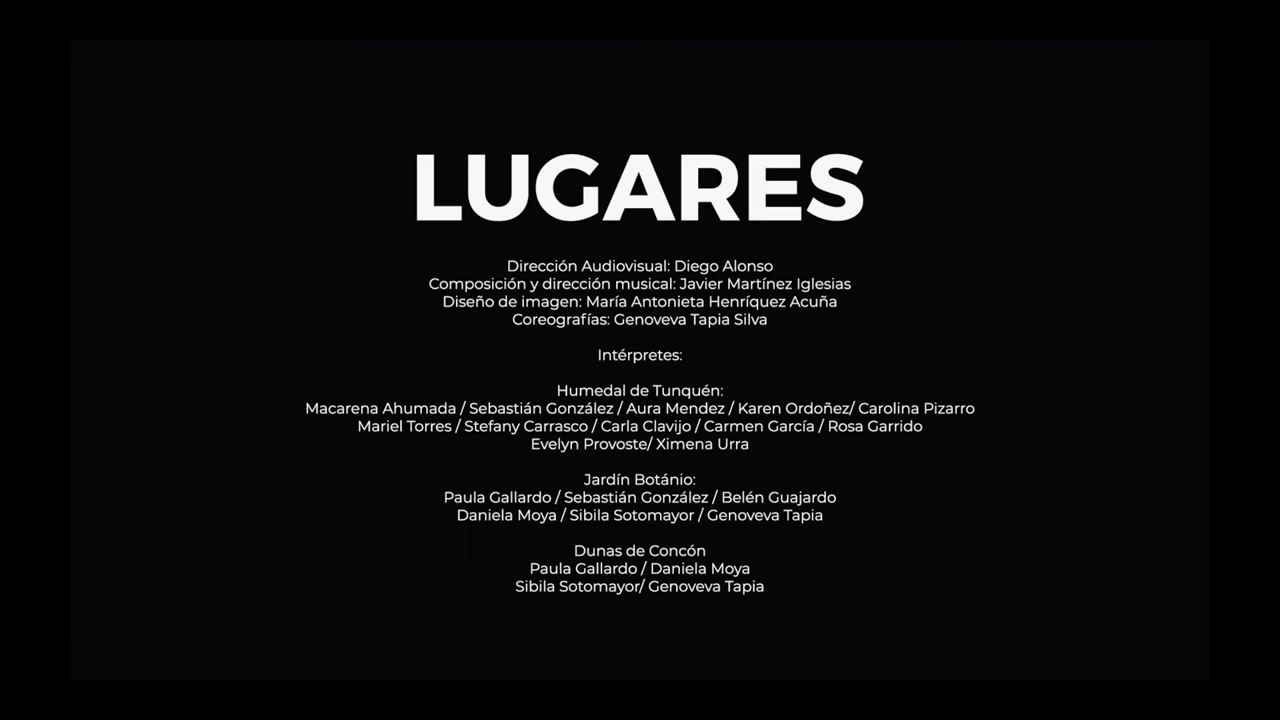 LUGARES
Dirección Audiovisual: Diego Alonso
Composición y dirección musical: Javier Martínez Iglesias
Diseño de imagen: María Antonieta Henríquez Acuña
Coreografías: Genoveva Tapia Silva
Intérpretes:
Humedal de Tunquén:
Macarena Ahumada / Sebastián González / Aura Mendez / Karen Ordoñez/ Carolina Pizarro
Mariel Torres / Stefany Carrasco / Carla Clavijo / Carmen García / Rosa Garrido
Evelyn Provoste/ Ximena Urra
Jardín Botánio:
Paula Gallardo / Sebastián González / Belén Guajardo
Daniela Moya / Sibila Sotomayor / Genoveva Tapia
Dunas de Concón
Paula Gallardo / Daniela Moya
Sibila Sotomayor/ Genoveva Tapia